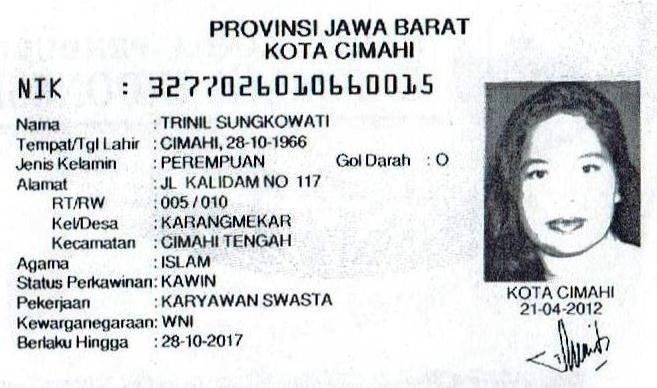 PROVINSI JAWA BARAT
KOTA CIMAHI
NIK : 3277026010660015
Nama : TRINIL SUNGKOWATI
Tempat/Tgl Lahir : CIMAHI, 28-10-1966
Jenis Kelamin : PEREMPUAN Gol Darah : O
Alamat : JL KALIDAM NO 117
RT/RW : 005 / 010
Kel/Desa : KARANGMEKAR
Kecamatan : CIMAHI TENGAH
Agama : ISLAM
Status Perkawinan: KAWIN
Pekerjaan : KARYAWAN SWASTA
Kewarganegaraan: WNI
Berlaku Hingga : 28-10-2017
KOTA CIMAHI
21-04-2012